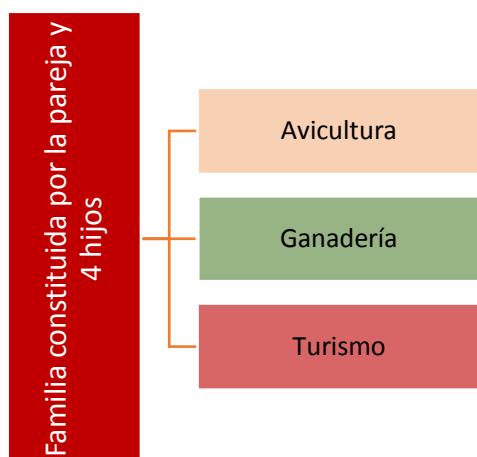 Familia constituida por la pareja y
4 hijos
Avicultura
Ganadería
Turismo